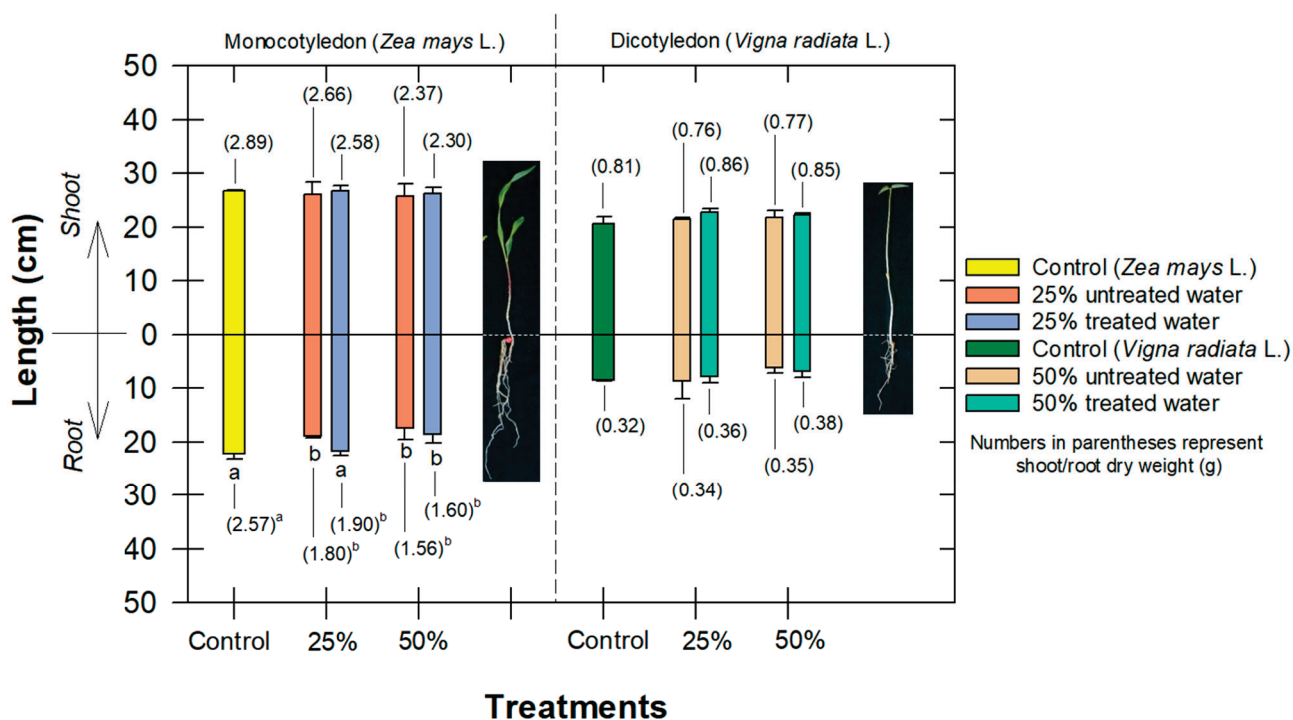 Monocotyledon (Zea mays L.)
Dicotyledon (Vigna radiata L.)
50
40
30
20
10
0
10
20
30
40
50
Length (cm)
Shoot
Root
(2.89)
(2.66)
(2.58)
(2.37)
(2.30)
(0.81)
(0.76)
(0.86)
(0.77)
(0.85)
a
b
a
b
b
(2.57)a
(1.80)b
(1.90)b
(1.56)b
(1.60)b
(0.32)
(0.34)
(0.36)
(0.35)
(0.38)
Control
25%
50%
Control
25%
50%
Treatments
Control (Zea mays L.)
25% untreated water
25% treated water
Control (Vigna radiata L.)
50% untreated water
50% treated water
Numbers in parentheses represent
shoot/root dry weight (g)